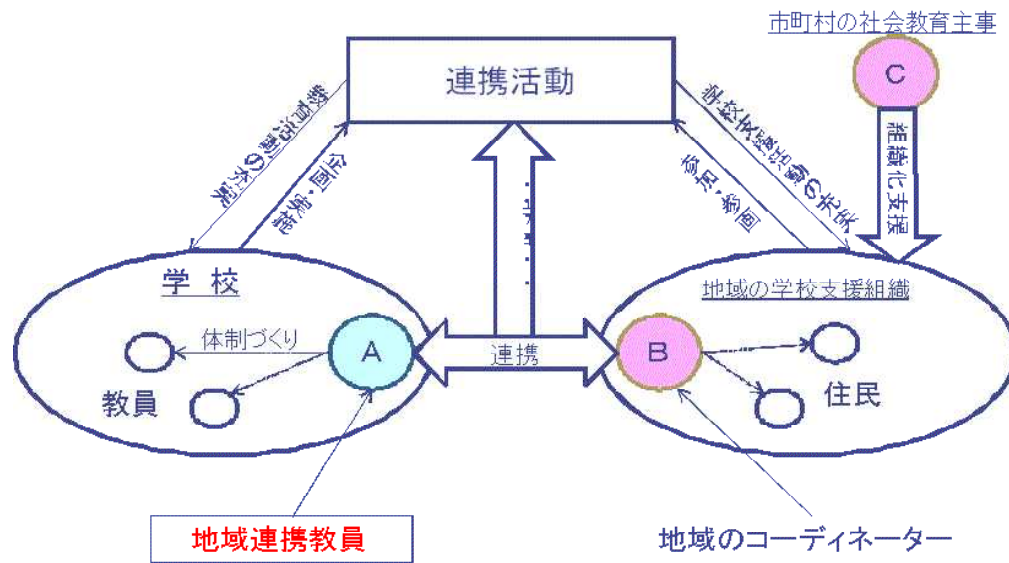 市町村の社会教育主事
C
連携活動
教育活動の充実
企画・実施
学校支援活動の充実
参加・参画
組織化支援
学 校
地域の学校支援組織
体制づくり
A
連携
B
教員
住民
地域連携教員
地域のコーディネーター